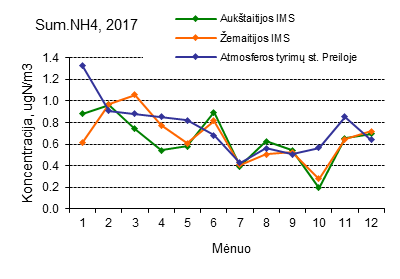 Sum.NH4, 2017
Aukštaitijos IMS
Žemaitijos IMS
Atmosferos tyrimų st. Preiloje
Koncentracija, ugN/m3
1.4
1.2
1.0
0.8
0.6
0.4
0.2
0.0
1 2 3 4 5 6 7 8 9 10 11 12
Mėnuo